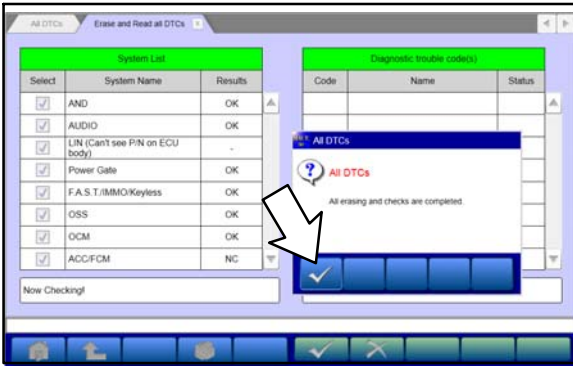 All DTCs
Erase and Read all DTCs
System List
Diagnostic trouble code(s)
Select
System Name
Results
Code
Name
Status
AND
OK
AUDIO
OK
LIN (Can't see P/N on ECU
body)
-
Power Gate
OK
F.A.S.T./IMMO/Keyless
OK
OSS
OK
OCM
OK
ACC/FCM
NC
All DTCs
All DTCs
All erasing and checks are completed.
Now Checking!